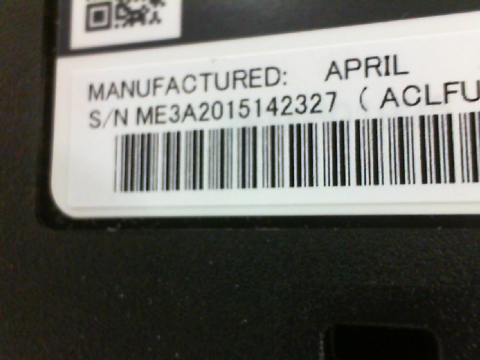 MANUFACTURED: APRIL
S/N ME3A2015142327 ( ACLFU